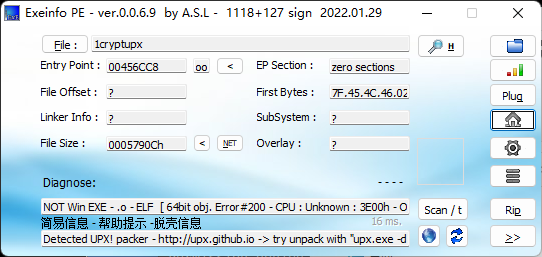 Exeinfo PE - ver.0.0.6.9 by A.S.L - 1118+127 sign 2022.01.29
File : 1cryptupx H
Entry Point : 00456CC8 oo < EP Section : zero sections
File Offset : ? First Bytes : 7F.45.4C.46.02
Linker Info : ? SubSystem : ? Plug
File Size : 0005790Ch < NET Overlay : ?
Diagnose: - - - -
NOT Win EXE - .o - ELF [ 64bit obj. Error#200 - CPU : Unknown : 3E00h - O Scan / t Rip
简易信息 - 帮助提示 -脱壳信息 16 ms.
Detected UPX! packer - http://upx.github.io -> try unpack with "upx.exe -d >>